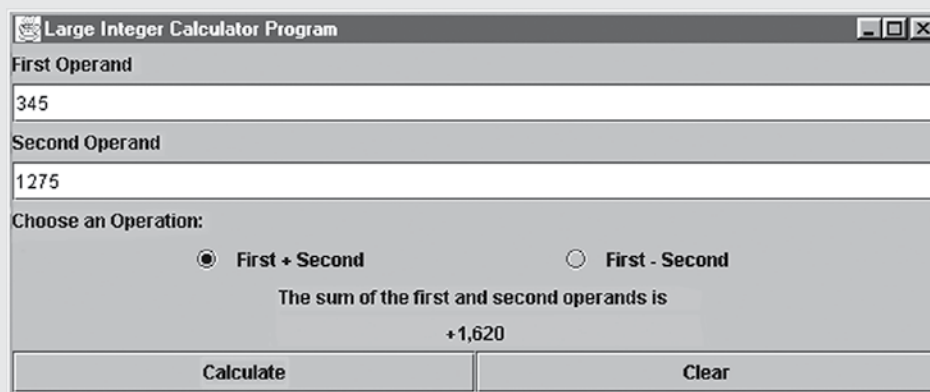 Large Integer Calculator Program
First Operand
345
Second Operand
1275
Choose an Operation:
First + Second First - Second
The sum of the first and second operands is
+1,620
Calculate Clear